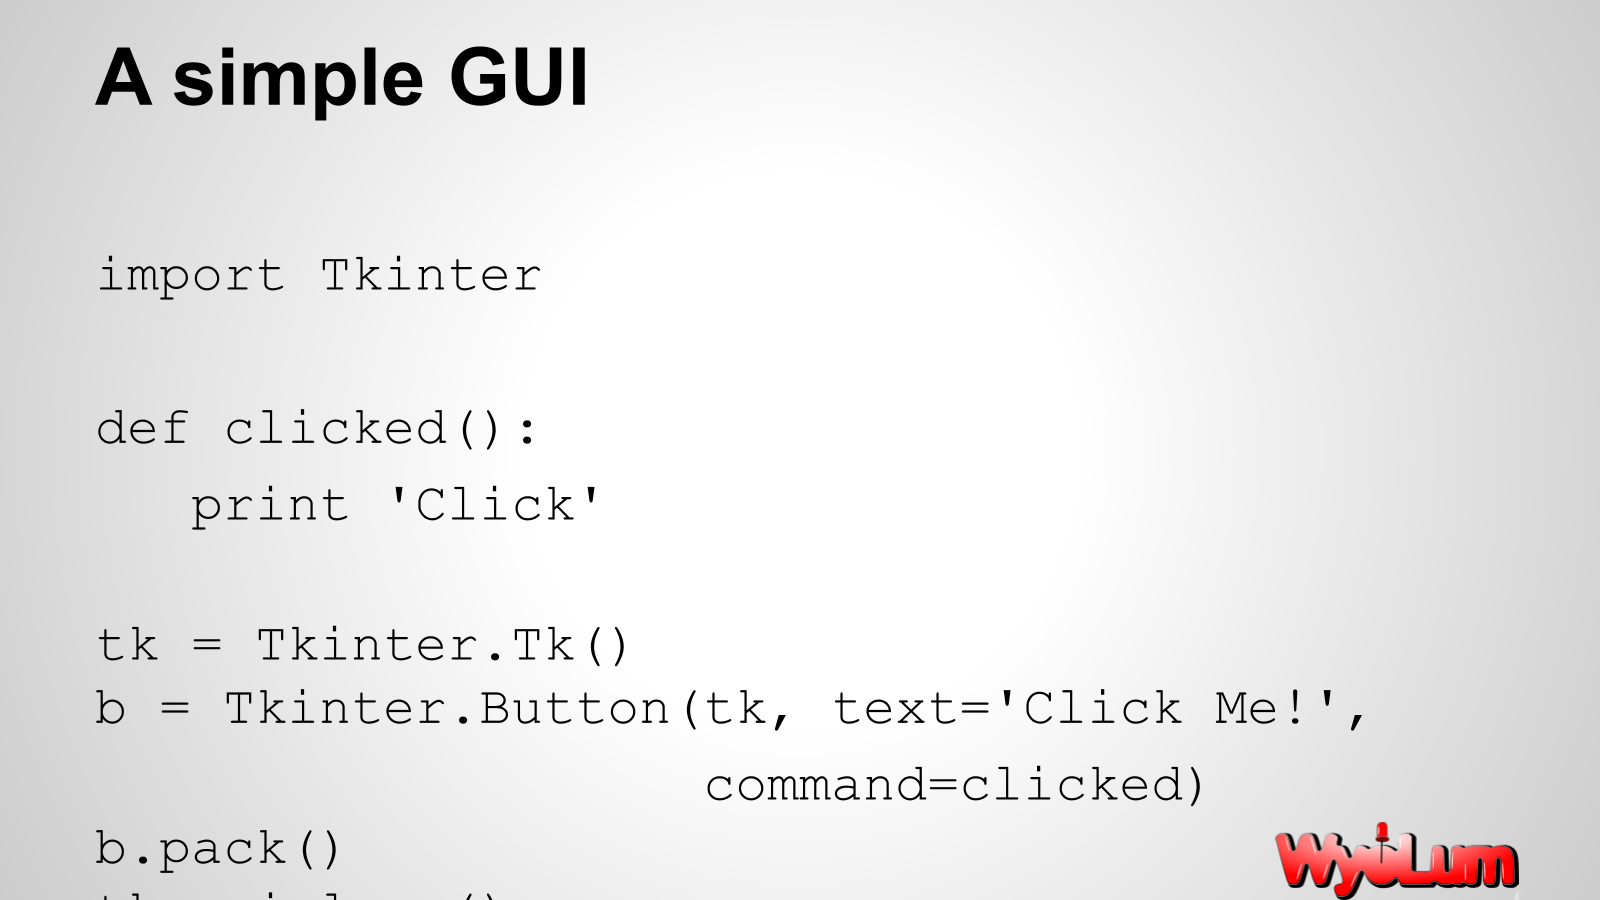 A simple GUI
import Tkinter
def clicked():
   print 'Click'
tk = Tkinter.Tk()
b = Tkinter.Button(tk, text='Click Me!',
                   command=clicked)
b.pack()
WyoLum